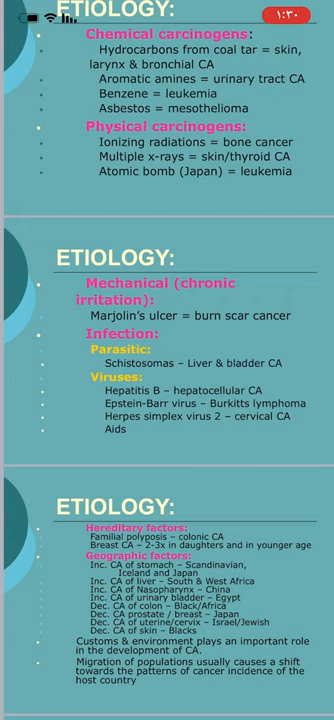 ETIOLOGY:
١:٣٠
Chemical carcinogens:
Hydrocarbons from coal tar = skin,
larynx & bronchial CA
Aromatic amines = urinary tract CA
Benzene = leukemia
Asbestos = mesothelioma
Physical carcinogens:
Ionizing radiations = bone cancer
Multiple x-rays = skin/thyroid CA
Atomic bomb (Japan) = leukemia
ETIOLOGY:
Mechanical (chronic
irritation):
Marjolin's ulcer = burn scar cancer
Infection:
Parasitic:
Schistosomas – Liver & bladder CA
Viruses:
Hepatitis B – hepatocellular CA
Epstein-Barr virus – Burkitts lymphoma
Herpes simplex virus 2 – cervical CA
Aids
ETIOLOGY:
Hereditary factors:
Familial polyposis – colonic CA
Breast CA – 2-3x in daughters and in younger age
Geographic factors:
Inc. CA of stomach – Scandinavian,
Iceland and Japan
Inc. CA of liver – South & West Africa
Inc. CA of Nasopharynx – China
Inc. CA of urinary bladder – Egypt
Dec. CA of colon – Black/Africa
Dec. CA prostate / breast – Japan
Dec. CA of uterine/cervix – Israel/Jewish
Dec. CA of skin – Blacks
Customs & environment plays an important role
in the development of CA.
Migration of populations usually causes a shift
towards the patterns of cancer incidence of the
host country